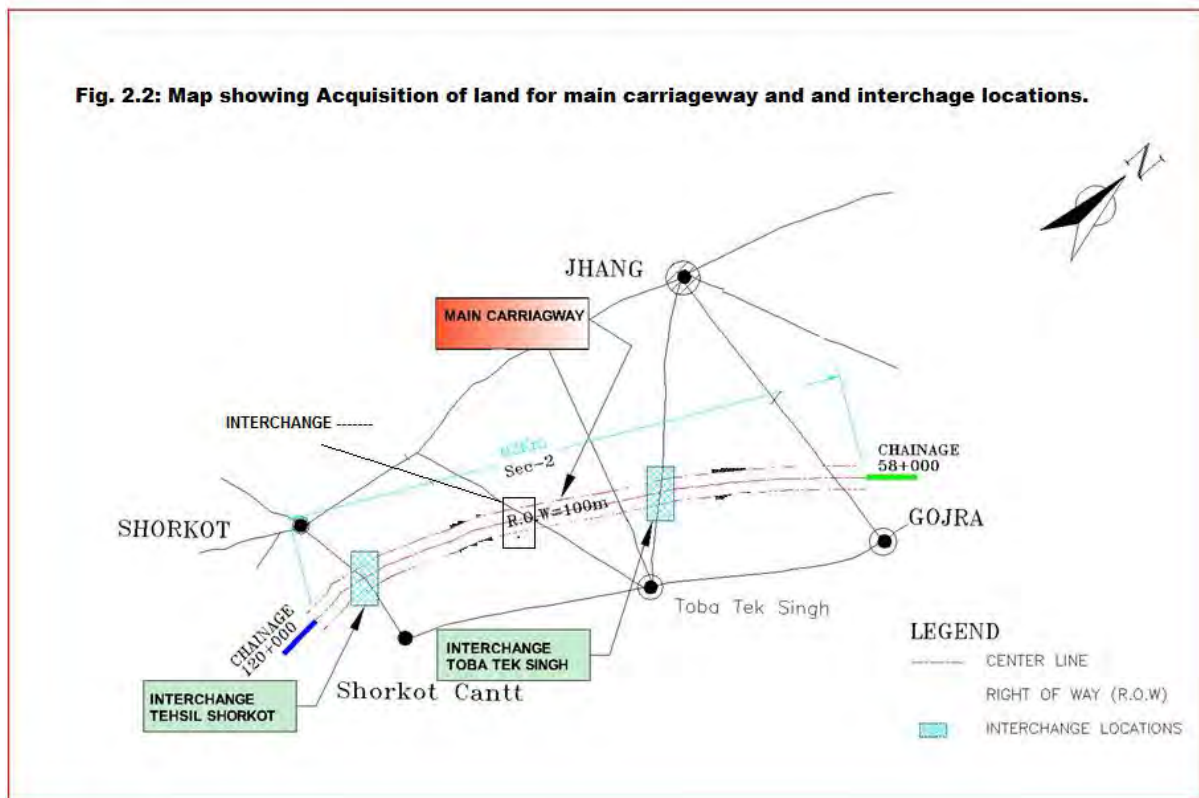 Fig. 2.2: Map showing Acquisition of land for main carriageway and and interchage locations.
N
JHANG
MAIN CARRIAGWAY
INTERCHANGE -------
Sec-2
CHAINAGE
58+000
R.O.W=100m
SHORKOT
GOJRA
CHAINAGE
120+000
Toba Tek Singh
INTERCHANGE
TOBA TEK SINGH
Shorkot Cantt
INTERCHANGE
TEHSIL SHORKOT
LEGEND
CENTER LINE
RIGHT OF WAY (R.O.W)
INTERCHANGE LOCATIONS